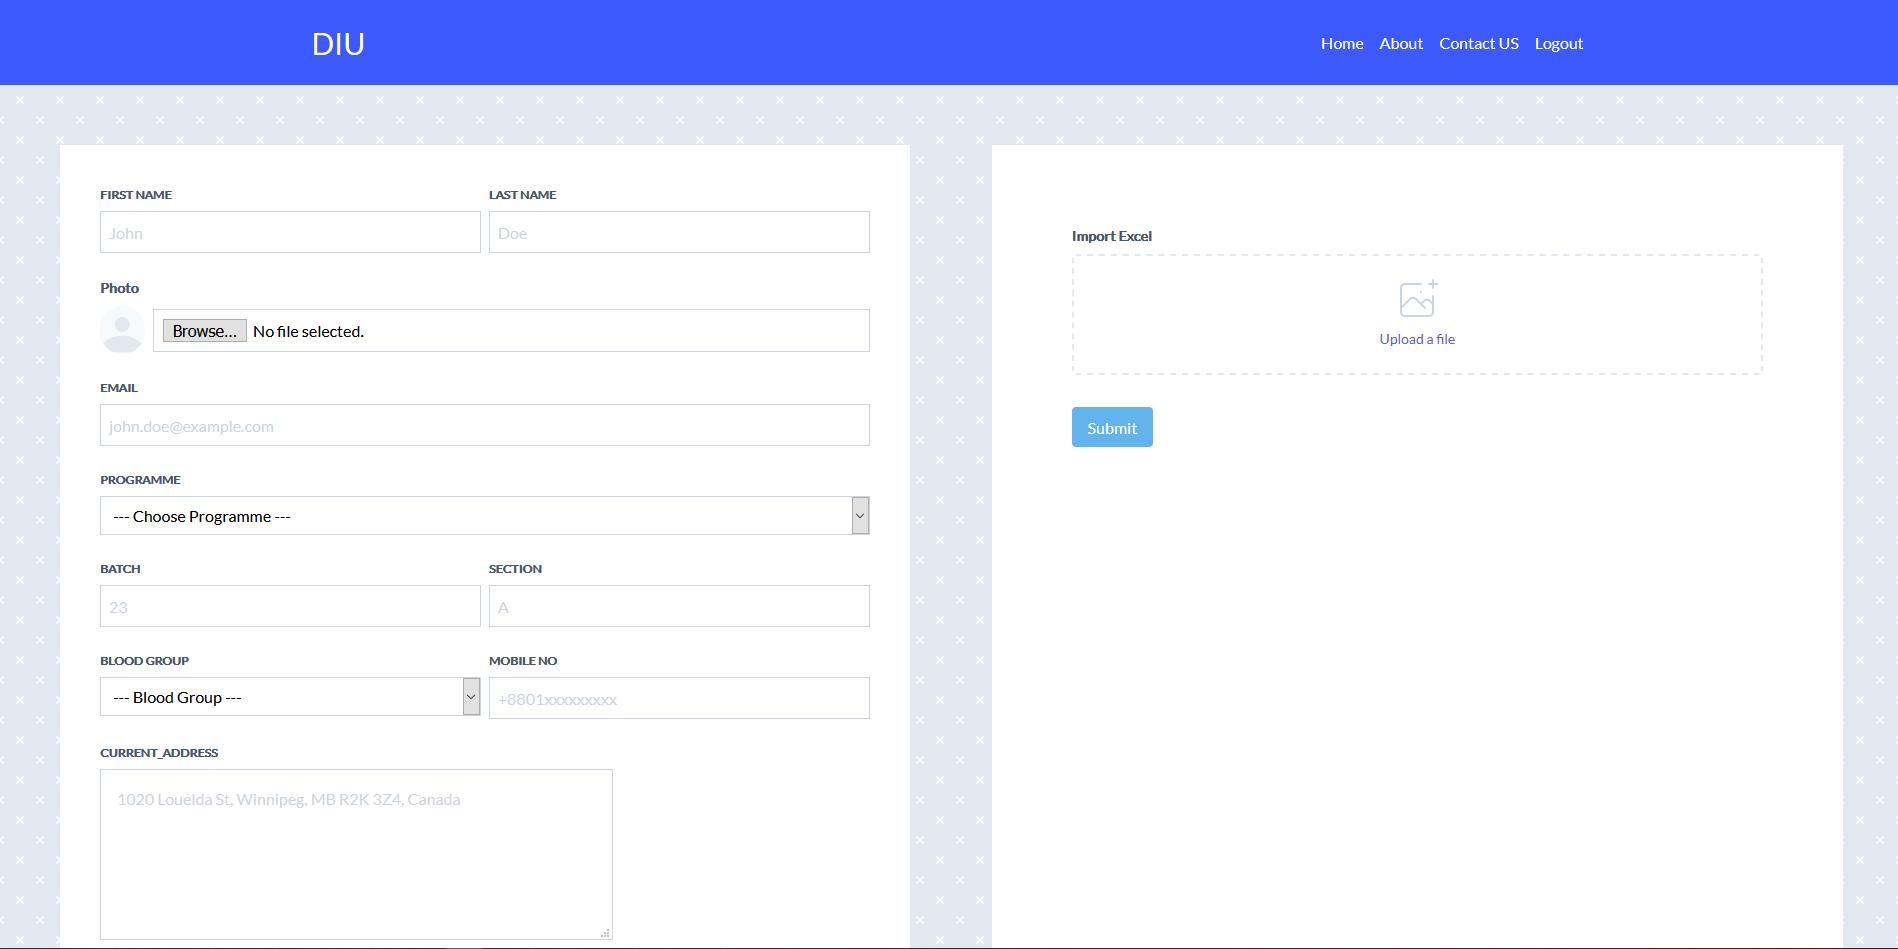 DIU
Home About Contact US Logout
FIRST NAME LAST NAME
John Doe
Photo
Browse... No file selected.
EMAIL
john.doe@example.com
PROGRAMME
--- Choose Programme ---
BATCH SECTION
23 A
BLOOD GROUP MOBILE NO
--- Blood Group --- +8801xxxxxxxxx
CURRENT_ADDRESS
1020 Louelda St, Winnipeg, MB R2K 3Z4, Canada
Import Excel
Upload a file
Submit